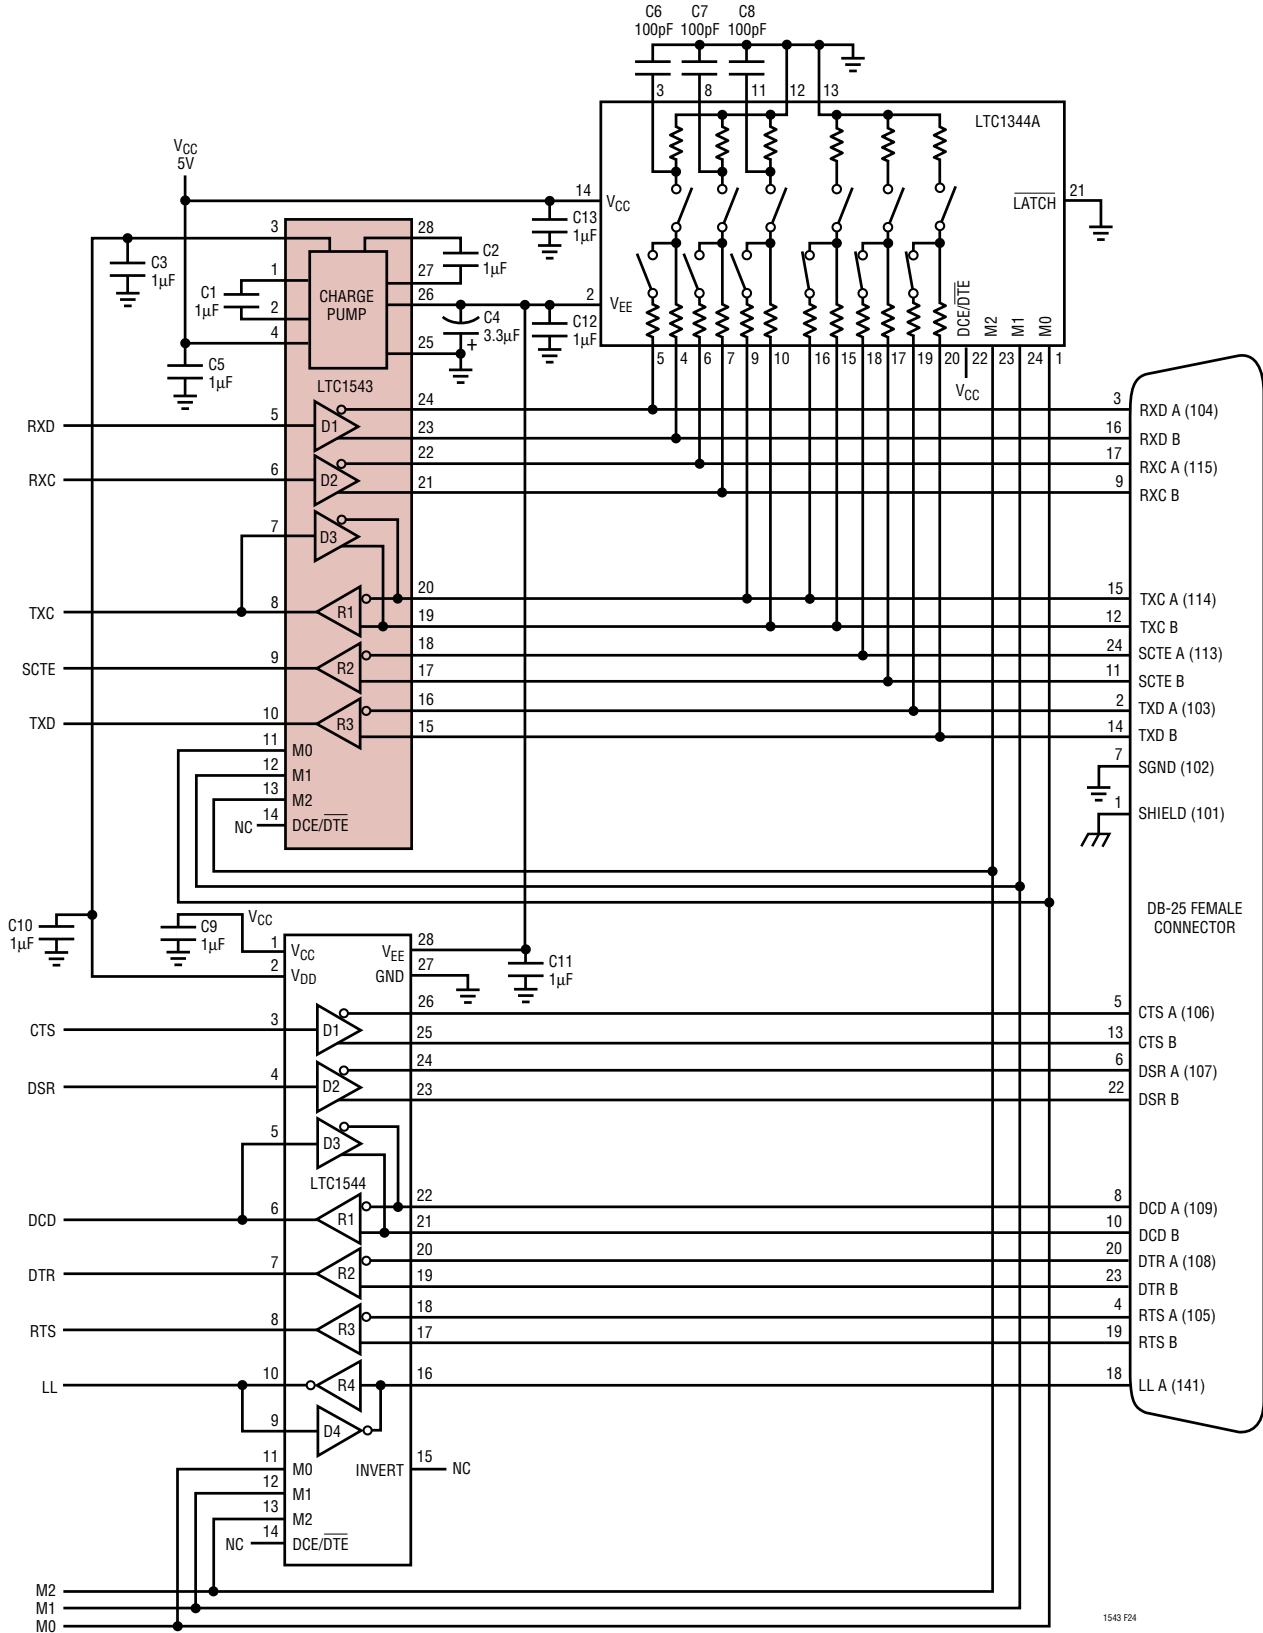 C6 C7 C8
100pF 100pF 100pF
3 8 11 12 13
LTC1344A
VCC
5V
14 VCC
C13
1µF
LATCH 21
3 28
C3
1µF
C2
1µF
1 27
C1
1µF
CHARGE
PUMP
26
2
4
C4
3.3µF
+
25
2 VEE
C12
1µF
DCE/DTE M2 M1 M0
C5
1µF
LTC1543
5 4 6 7 9 10 16 15 18 17 19 20 22 23 24 1
VCC
RXD 5 D1 24 3 RXD A (104)
23 16 RXD B
RXC 6 D2 22 17 RXC A (115)
21 9 RXC B
7 D3
TXC 8 R1 20 15 TXC A (114)
19 12 TXC B
SCTE 9 R2 18 24 SCTE A (113)
17 11 SCTE B
TXD 10 R3 16 2 TXD A (103)
15 14 TXD B
11 M0
12 M1
13 M2
NC 14 DCE/DTE
7 SGND (102)
1 SHIELD (101)
DB-25 FEMALE
CONNECTOR
C10
1µF
C9
1µF
VCC
1 VCC VEE 28
2 VDD GND 27
C11
1µF
CTS 3 D1 26 5 CTS A (106)
25 13 CTS B
DSR 4 D2 24 6 DSR A (107)
23 22 DSR B
5 D3
LTC1544
DCD 6 R1 22 8 DCD A (109)
21 10 DCD B
DTR 7 R2 20 20 DTR A (108)
19 23 DTR B
RTS 8 R3 18 4 RTS A (105)
17 19 RTS B
LL 10 R4 16 18 LL A (141)
9 D4
11 M0 INVERT 15 NC
12 M1
13 M2
NC 14 DCE/DTE
M2
M1
M0
1543 F24